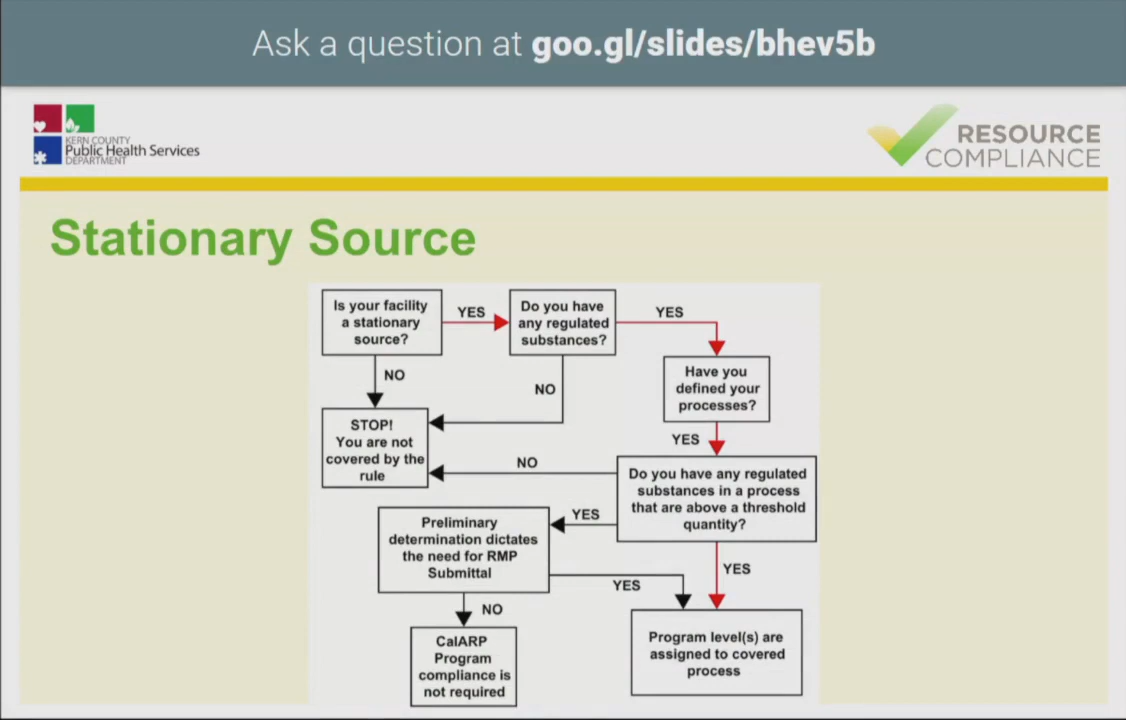 Ask a question at goo.gl/slides/bhev5b
KERN COUNTY
Public Health Services
DEPARTMENT
RESOURCE
COMPLIANCE
Stationary Source
Is your facility
a stationary
source?
YES
Do you have
any regulated
substances?
YES
NO
NO
Have you
defined your
processes?
STOP!
You are not
covered by the
rule
YES
NO
Do you have any regulated
substances in a process
that are above a threshold
quantity?
YES
Preliminary
determination dictates
the need for RMP
Submittal
YES
YES
NO
CalARP
Program
compliance is
not required
Program level(s) are
assigned to covered
process